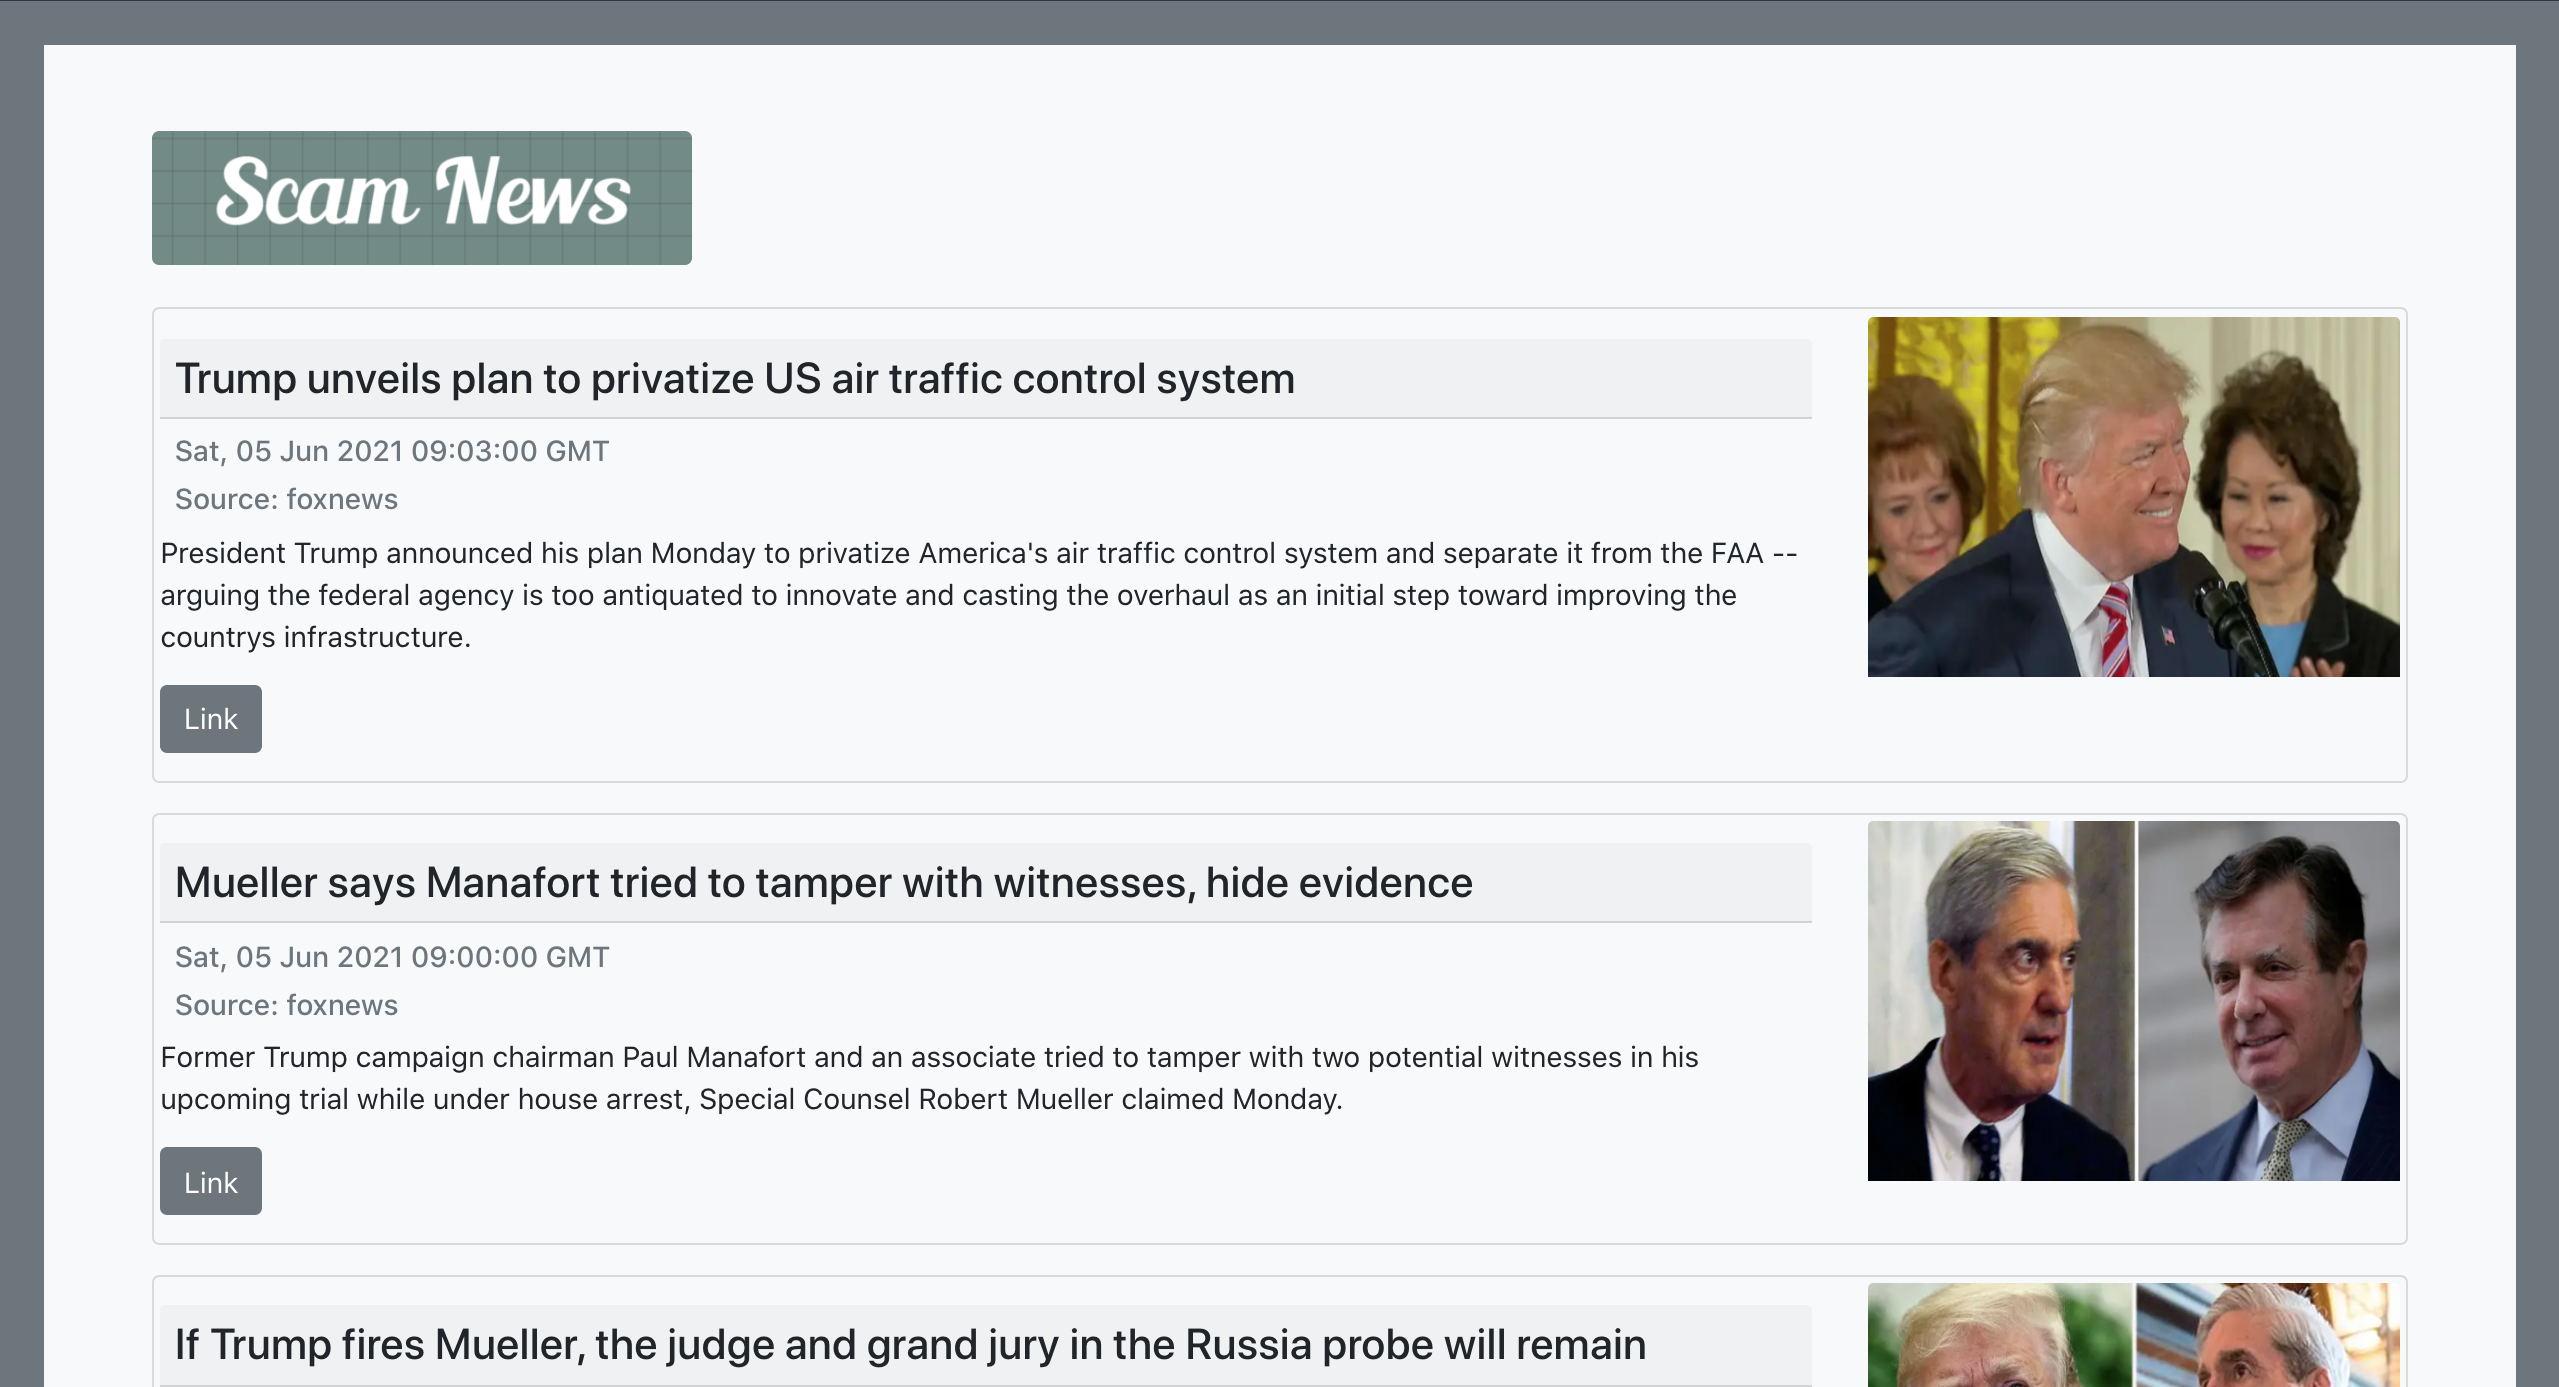 Scam News
Trump unveils plan to privatize US air traffic control system
Sat, 05 Jun 2021 09:03:00 GMT
Source: foxnews
President Trump announced his plan Monday to privatize America's air traffic control system and separate it from the FAA --
arguing the federal agency is too antiquated to innovate and casting the overhaul as an initial step toward improving the
countrys infrastructure.
Link
Mueller says Manafort tried to tamper with witnesses, hide evidence
Sat, 05 Jun 2021 09:00:00 GMT
Source: foxnews
Former Trump campaign chairman Paul Manafort and an associate tried to tamper with two potential witnesses in his
upcoming trial while under house arrest, Special Counsel Robert Mueller claimed Monday.
Link
If Trump fires Mueller, the judge and grand jury in the Russia probe will remain